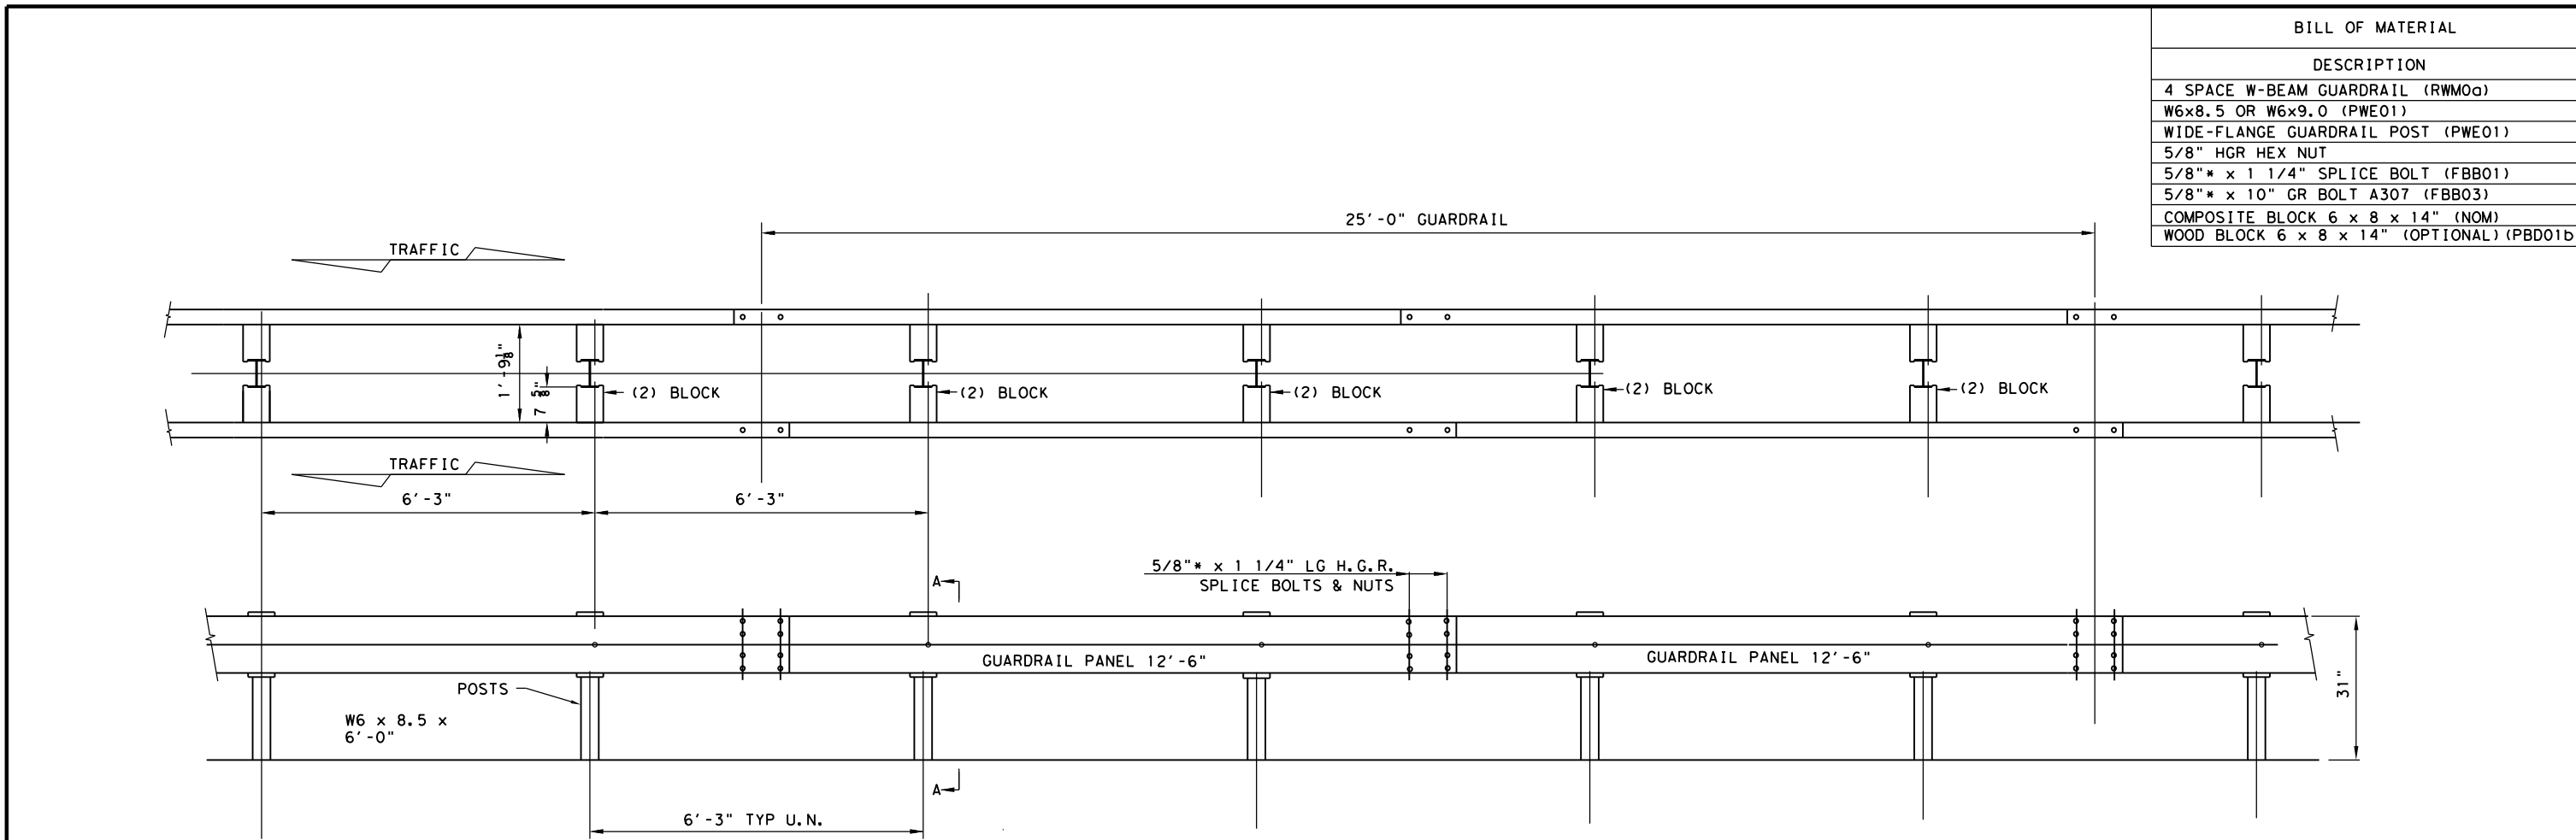 BILL OF MATERIAL
DESCRIPTION
4 SPACE W-BEAM GUARDRAIL (RWM0a)
W6x8.5 OR W6x9.0 (PWE01)
WIDE-FLANGE GUARDRAIL POST (PWE01)
5/8" HGR HEX NUT
5/8"* x 1 1/4" SPLICE BOLT (FBB01)
5/8"* x 10" GR BOLT A307 (FBB03)
COMPOSITE BLOCK 6 x 8 x 14" (NOM)
WOOD BLOCK 6 x 8 x 14" (OPTIONAL)(PBD01b
25'-0" GUARDRAIL
TRAFFIC
1'-9 1/8"
7 5/8"
(2) BLOCK
(2) BLOCK
(2) BLOCK
(2) BLOCK
(2) BLOCK
TRAFFIC
6'-3"
6'-3"
5/8"* x 1 1/4" LG H.G.R.
SPLICE BOLTS & NUTS
A
GUARDRAIL PANEL 12'-6"
GUARDRAIL PANEL 12'-6"
POSTS
W6 x 8.5 x
6'-0"
31"
A
6'-3" TYP U.N.